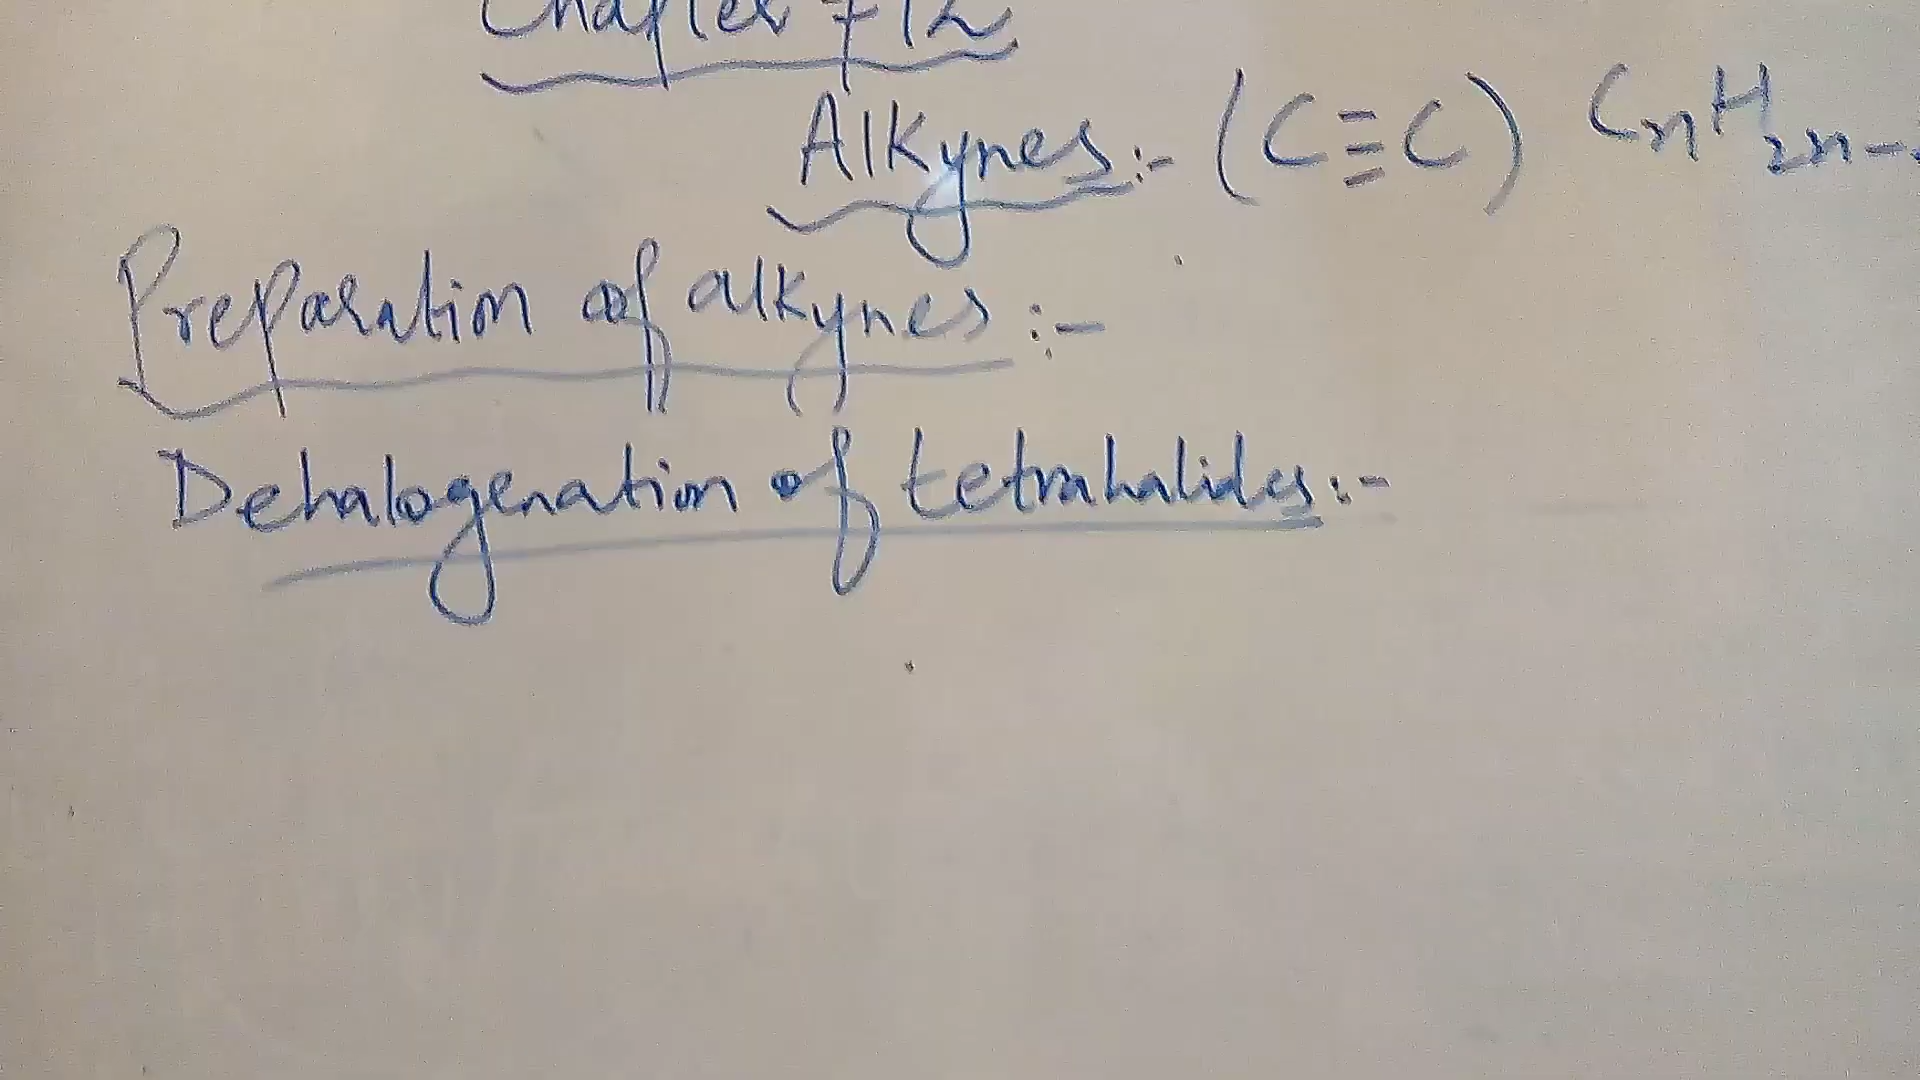 Chapter # 12
Alkynes:- (C≡C) CnH2n-
Preparation of alkynes:-
Dehalogenation of tetrahalides:-